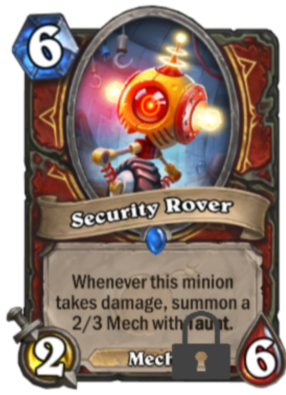 6
Security Rover
Whenever this minion
takes damage, summon a
2/3 Mech with Taunt.
2
Mech
6